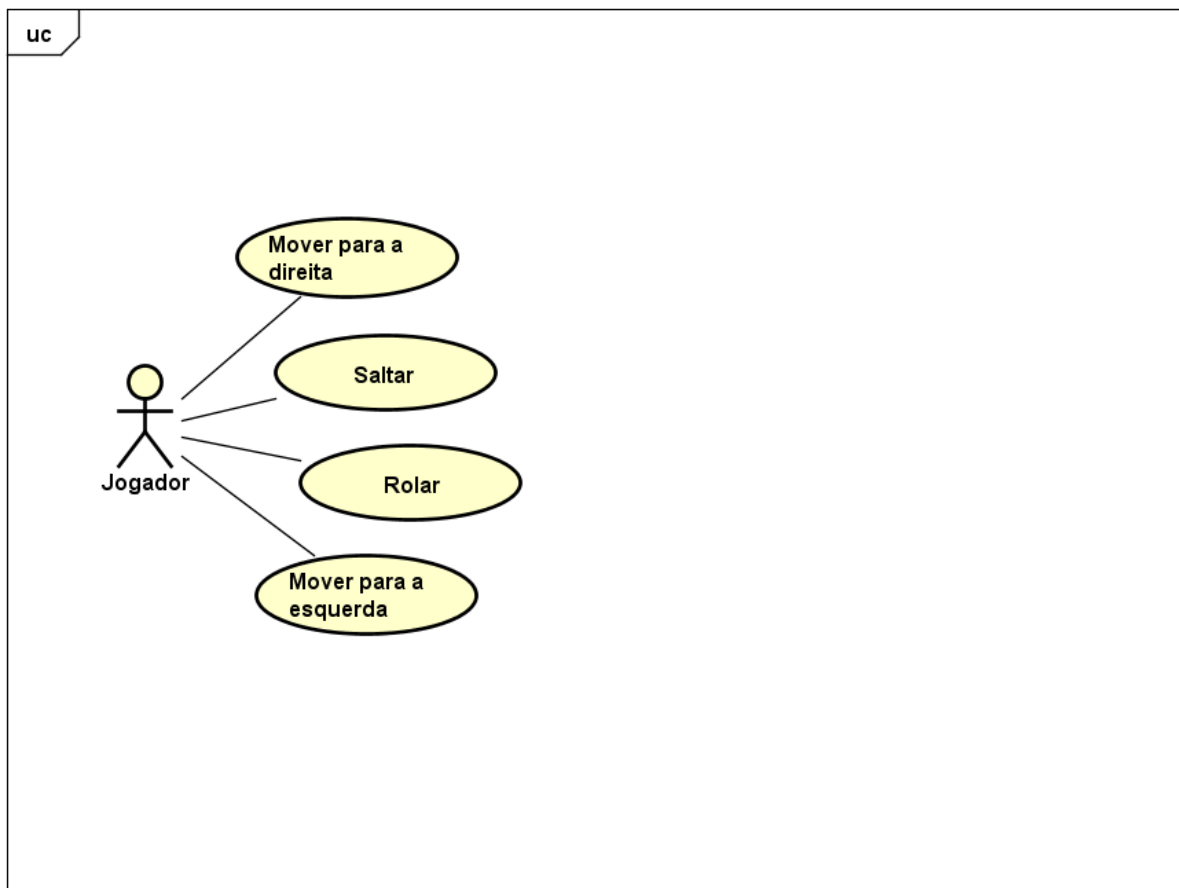 uc
Mover para a
direita
Saltar
Jogador
Rolar
Mover para a
esquerda